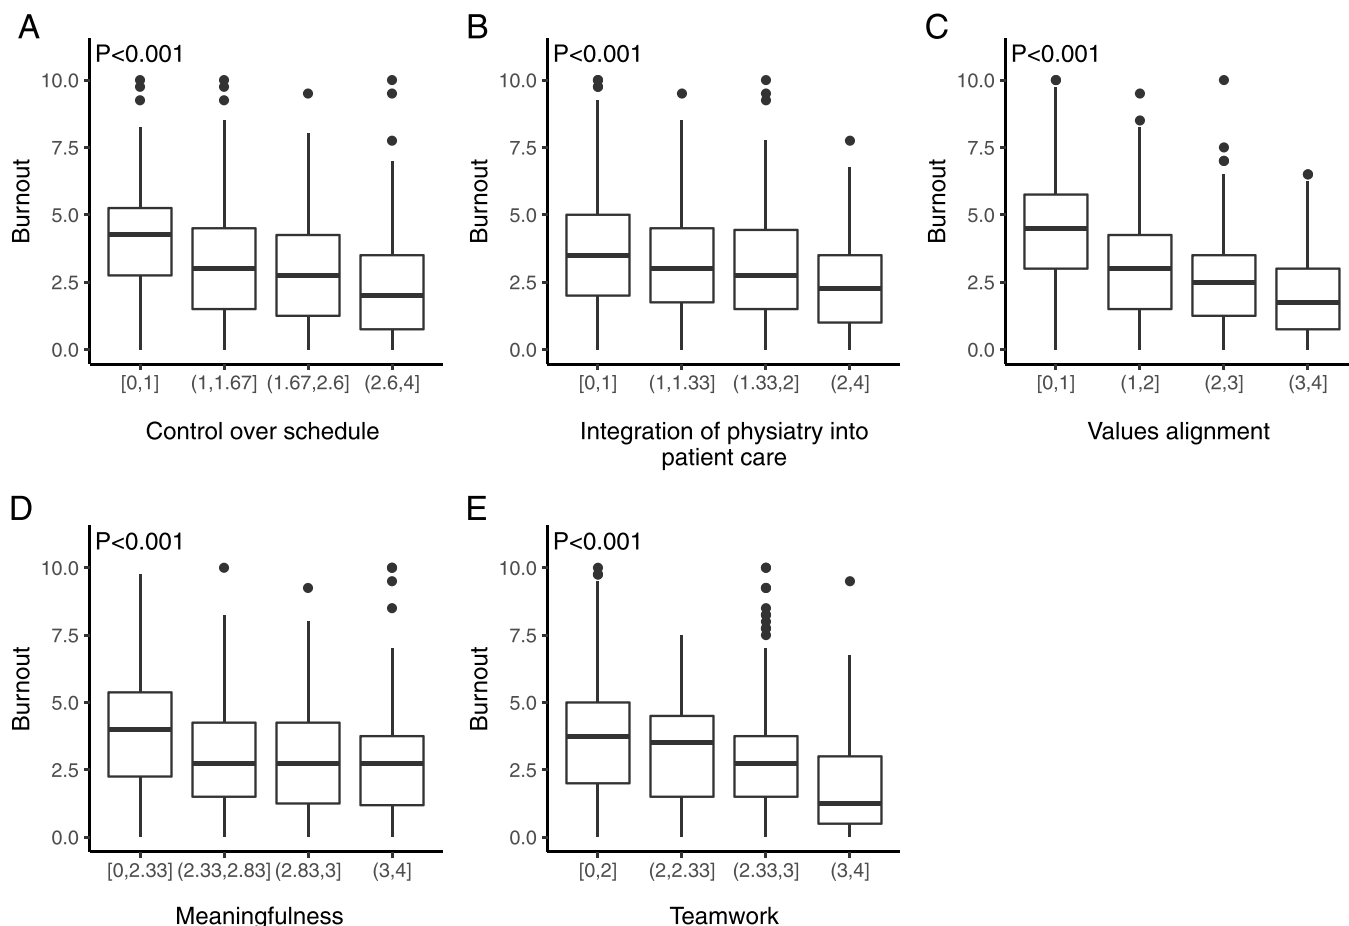 A
P<0.001
10.0
7.5
5.0
2.5
0.0
Burnout
[0,1] (1,1.67] (1.67,2.6] (2.6,4]
Control over schedule
B
P<0.001
10.0
7.5
5.0
2.5
0.0
Burnout
[0,1] (1,1.33] (1.33,2] (2,4]
Integration of physiatry into
patient care
C
P<0.001
10.0
7.5
5.0
2.5
0.0
Burnout
[0,1] (1,2] (2,3] (3,4]
Values alignment
D
P<0.001
10.0
7.5
5.0
2.5
0.0
Burnout
[0,2.33] (2.33,2.83] (2.83,3] (3,4]
Meaningfulness
E
P<0.001
10.0
7.5
5.0
2.5
0.0
Burnout
[0,2] (2,2.33] (2.33,3] (3,4]
Teamwork